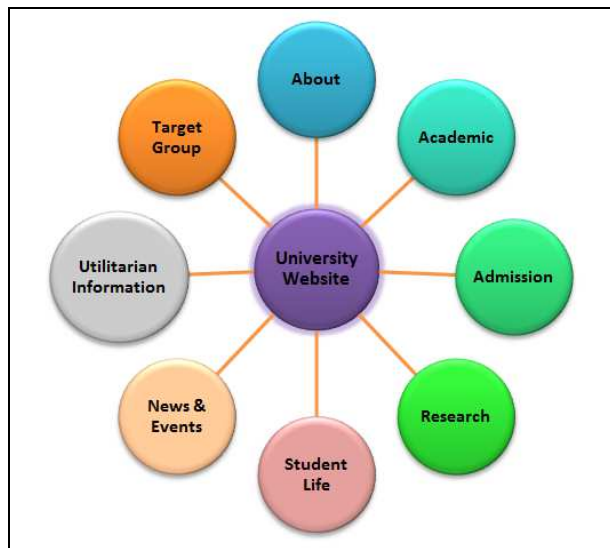 About
Academic
Admission
Research
Student
Life
News &
Events
Utilitarian
Information
Target
Group
University
Website